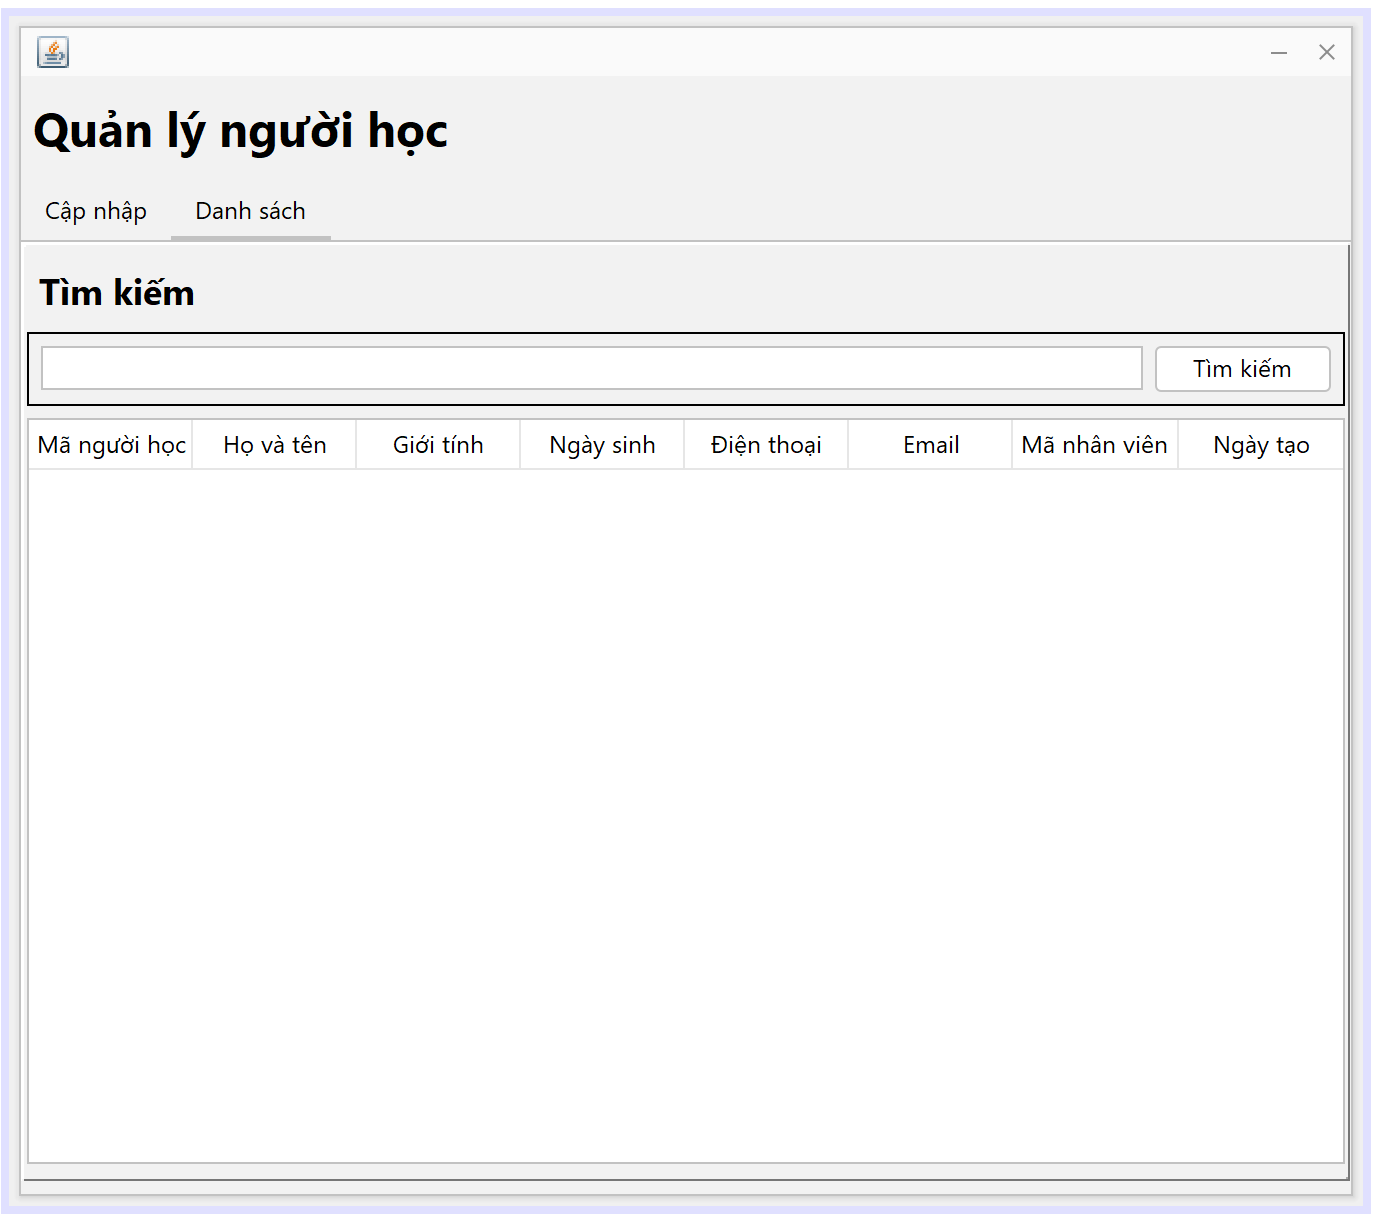 Quản lý người học
Cập nhập Danh sách
Tìm kiếm
Tìm kiếm
Mã người học Họ và tên Giới tính Ngày sinh Điện thoại Email Mã nhân viên Ngày tạo